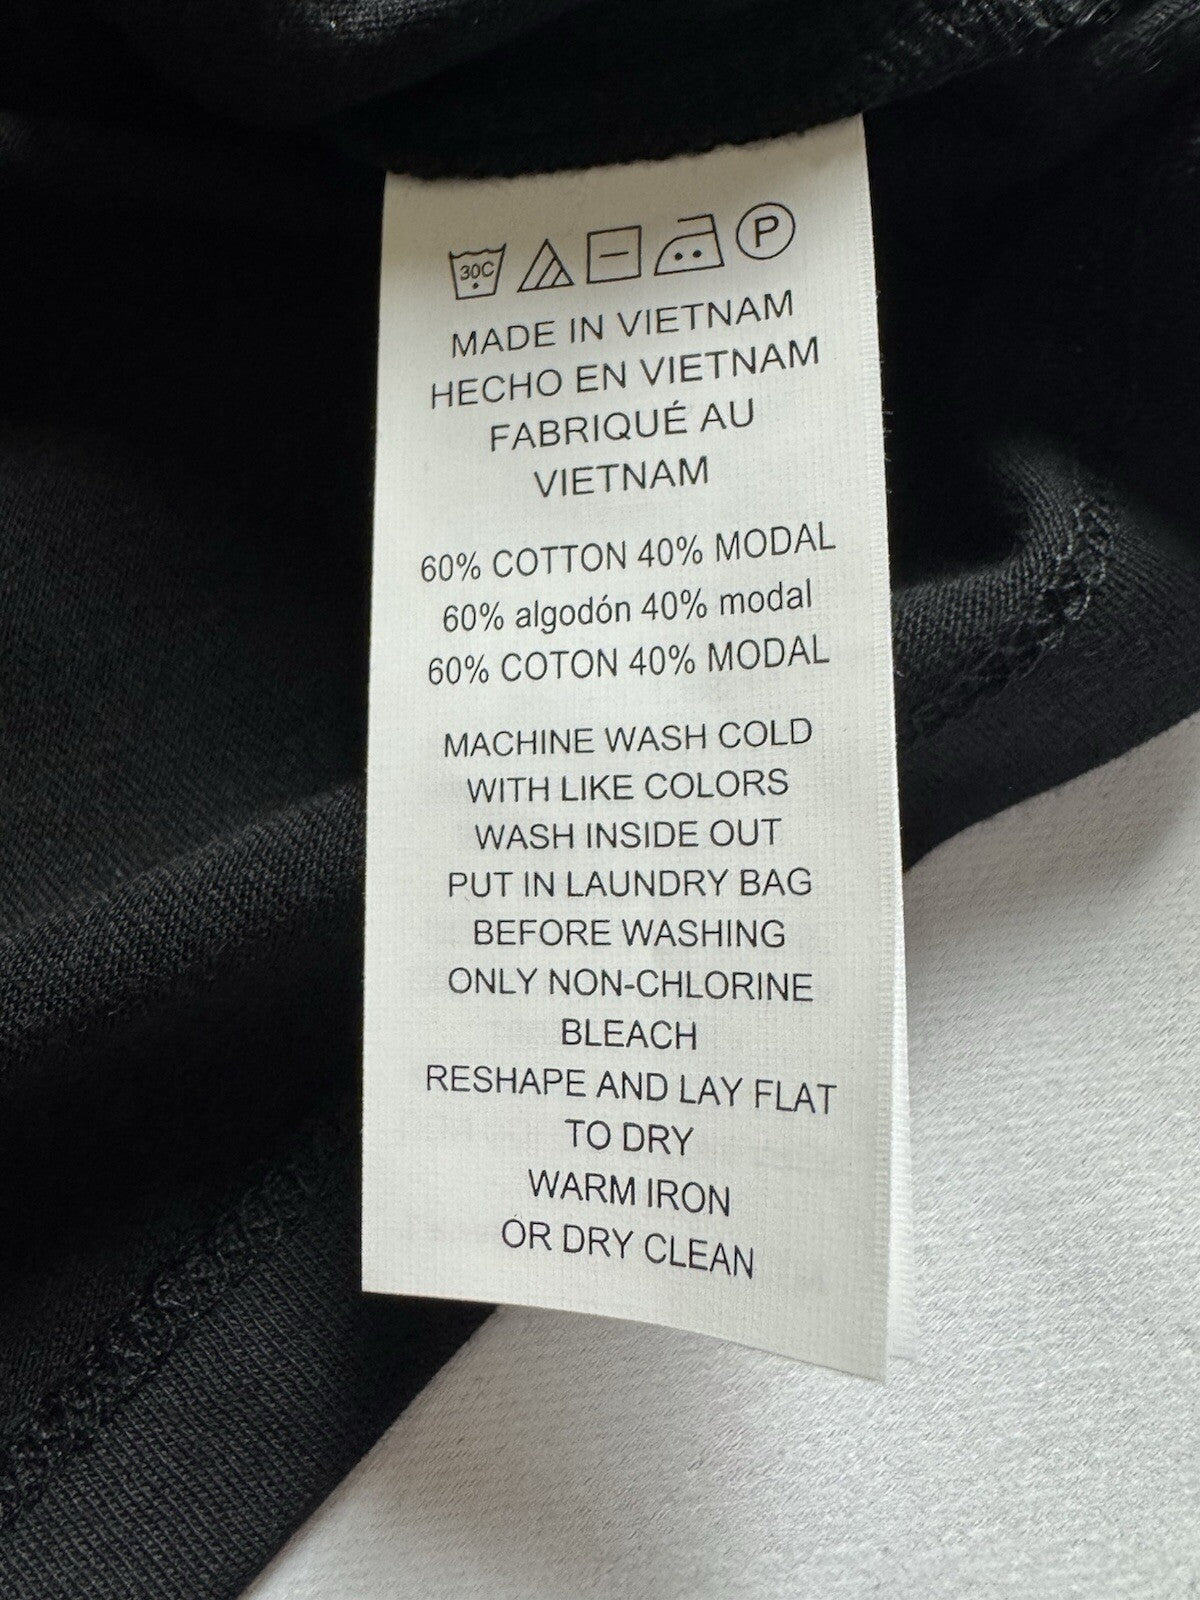 30C P
MADE IN VIETNAM
HECHO EN VIETNAM
FABRIQUÉ AU
VIETNAM
60% COTTON 40% MODAL
60% algodón 40% modal
60% COTON 40% MODAL
MACHINE WASH COLD
WITH LIKE COLORS
WASH INSIDE OUT
PUT IN LAUNDRY BAG
BEFORE WASHING
ONLY NON-CHLORINE
BLEACH
RESHAPE AND LAY FLAT
TO DRY
WARM IRON
OR DRY CLEAN